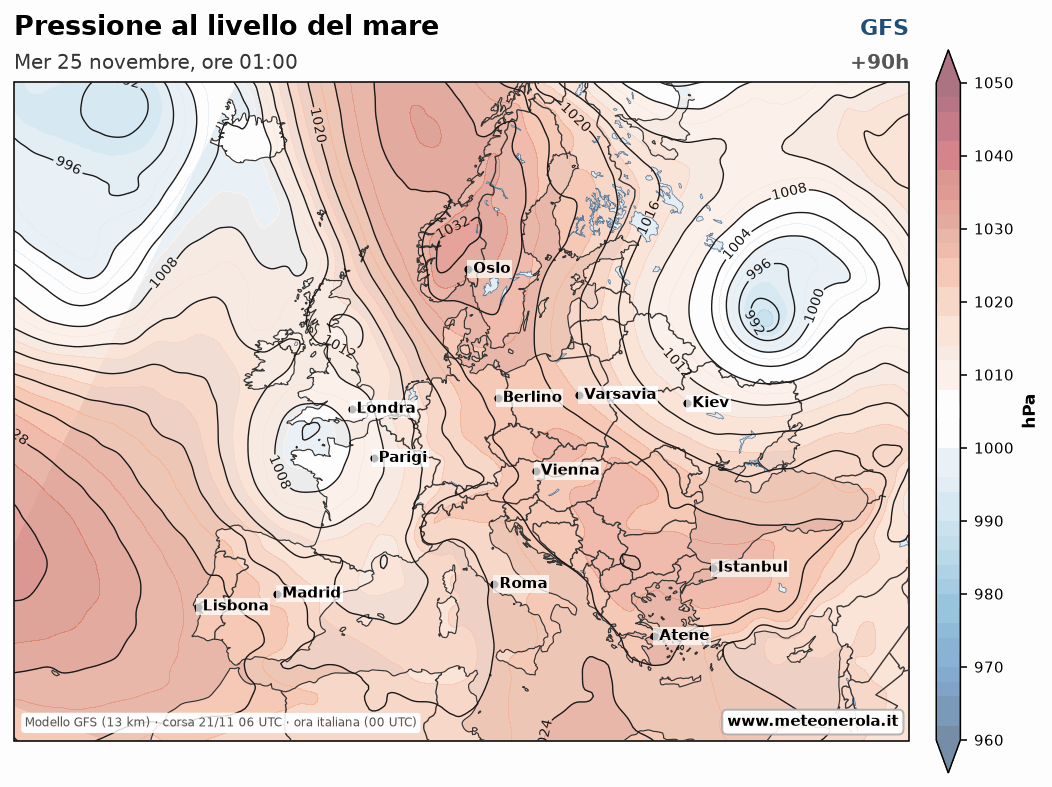 Pressione al livello del mare
GFS
Mer 25 novembre, ore 01:00
+90h
1050
1040
1030
1020
1010
1000
990
980
970
960
hPa
996
1020
1020
1008
1032
1016
1008
1004
996
1000
992
1012
1008
28
1024
Oslo
Berlino
Varsavia
Kiev
Londra
Parigi
Vienna
Istanbul
Roma
Madrid
Lisbona
Atene
Modello GFS (13 km) · corsa 21/11 06 UTC · ora italiana (00 UTC)
www.meteonerola.it